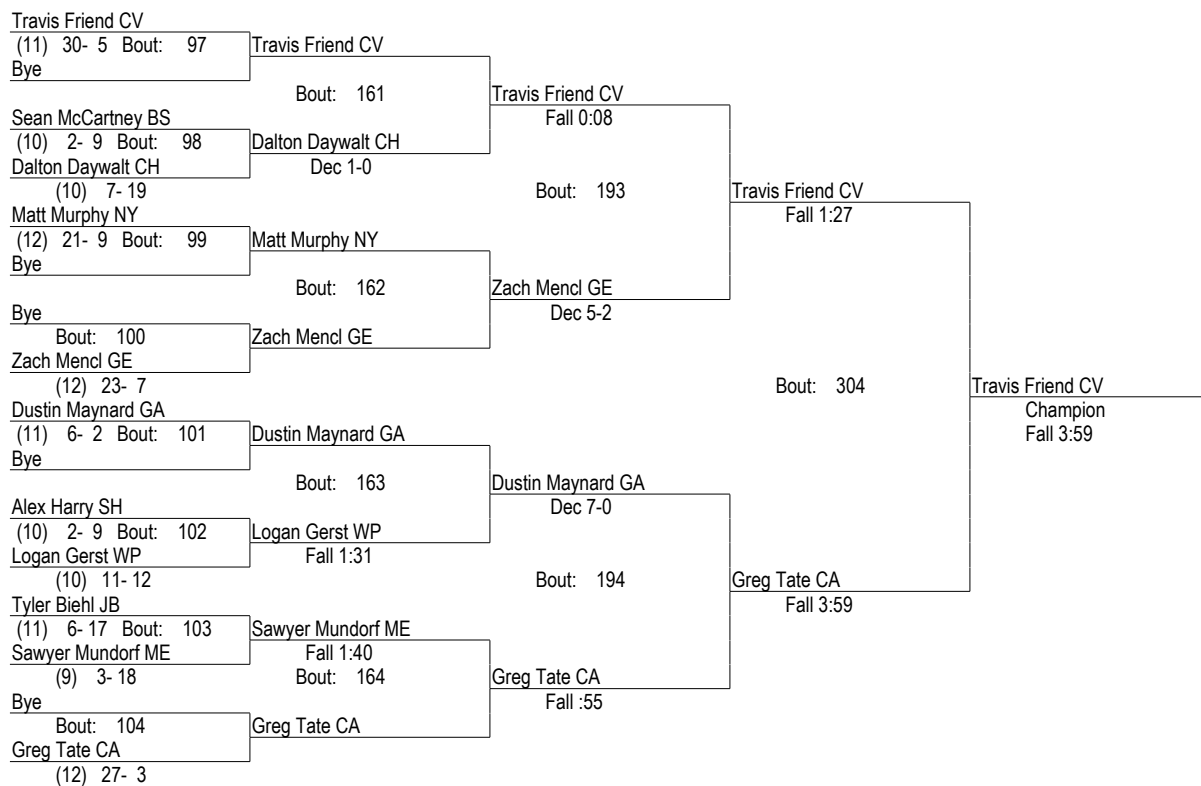 Travis Friend CV
(11) 30- 5 Bout: 97 Travis Friend CV
Bye
Bout: 161 Travis Friend CV
Sean McCartney BS Fall 0:08
(10) 2- 9 Bout: 98 Dalton Daywalt CH
Dalton Daywalt CH Dec 1-0
(10) 7- 19 Bout: 193 Travis Friend CV
Matt Murphy NY Fall 1:27
(12) 21- 9 Bout: 99 Matt Murphy NY
Bye
Bout: 162 Zach Mencl GE
Bye Dec 5-2
Bout: 100 Zach Mencl GE
Zach Mencl GE
(12) 23- 7 Bout: 304 Travis Friend CV
Dustin Maynard GA Champion
(11) 6- 2 Bout: 101 Dustin Maynard GA Fall 3:59
Bye
Bout: 163 Dustin Maynard GA
Alex Harry SH Dec 7-0
(10) 2- 9 Bout: 102 Logan Gerst WP
Logan Gerst WP Fall 1:31
(10) 11- 12 Bout: 194 Greg Tate CA
Tyler Biehl JB Fall 3:59
(11) 6- 17 Bout: 103 Sawyer Mundorf ME
Sawyer Mundorf ME Fall 1:40
(9) 3- 18 Bout: 164 Greg Tate CA
Bye Fall :55
Bout: 104 Greg Tate CA
Greg Tate CA
(12) 27- 3